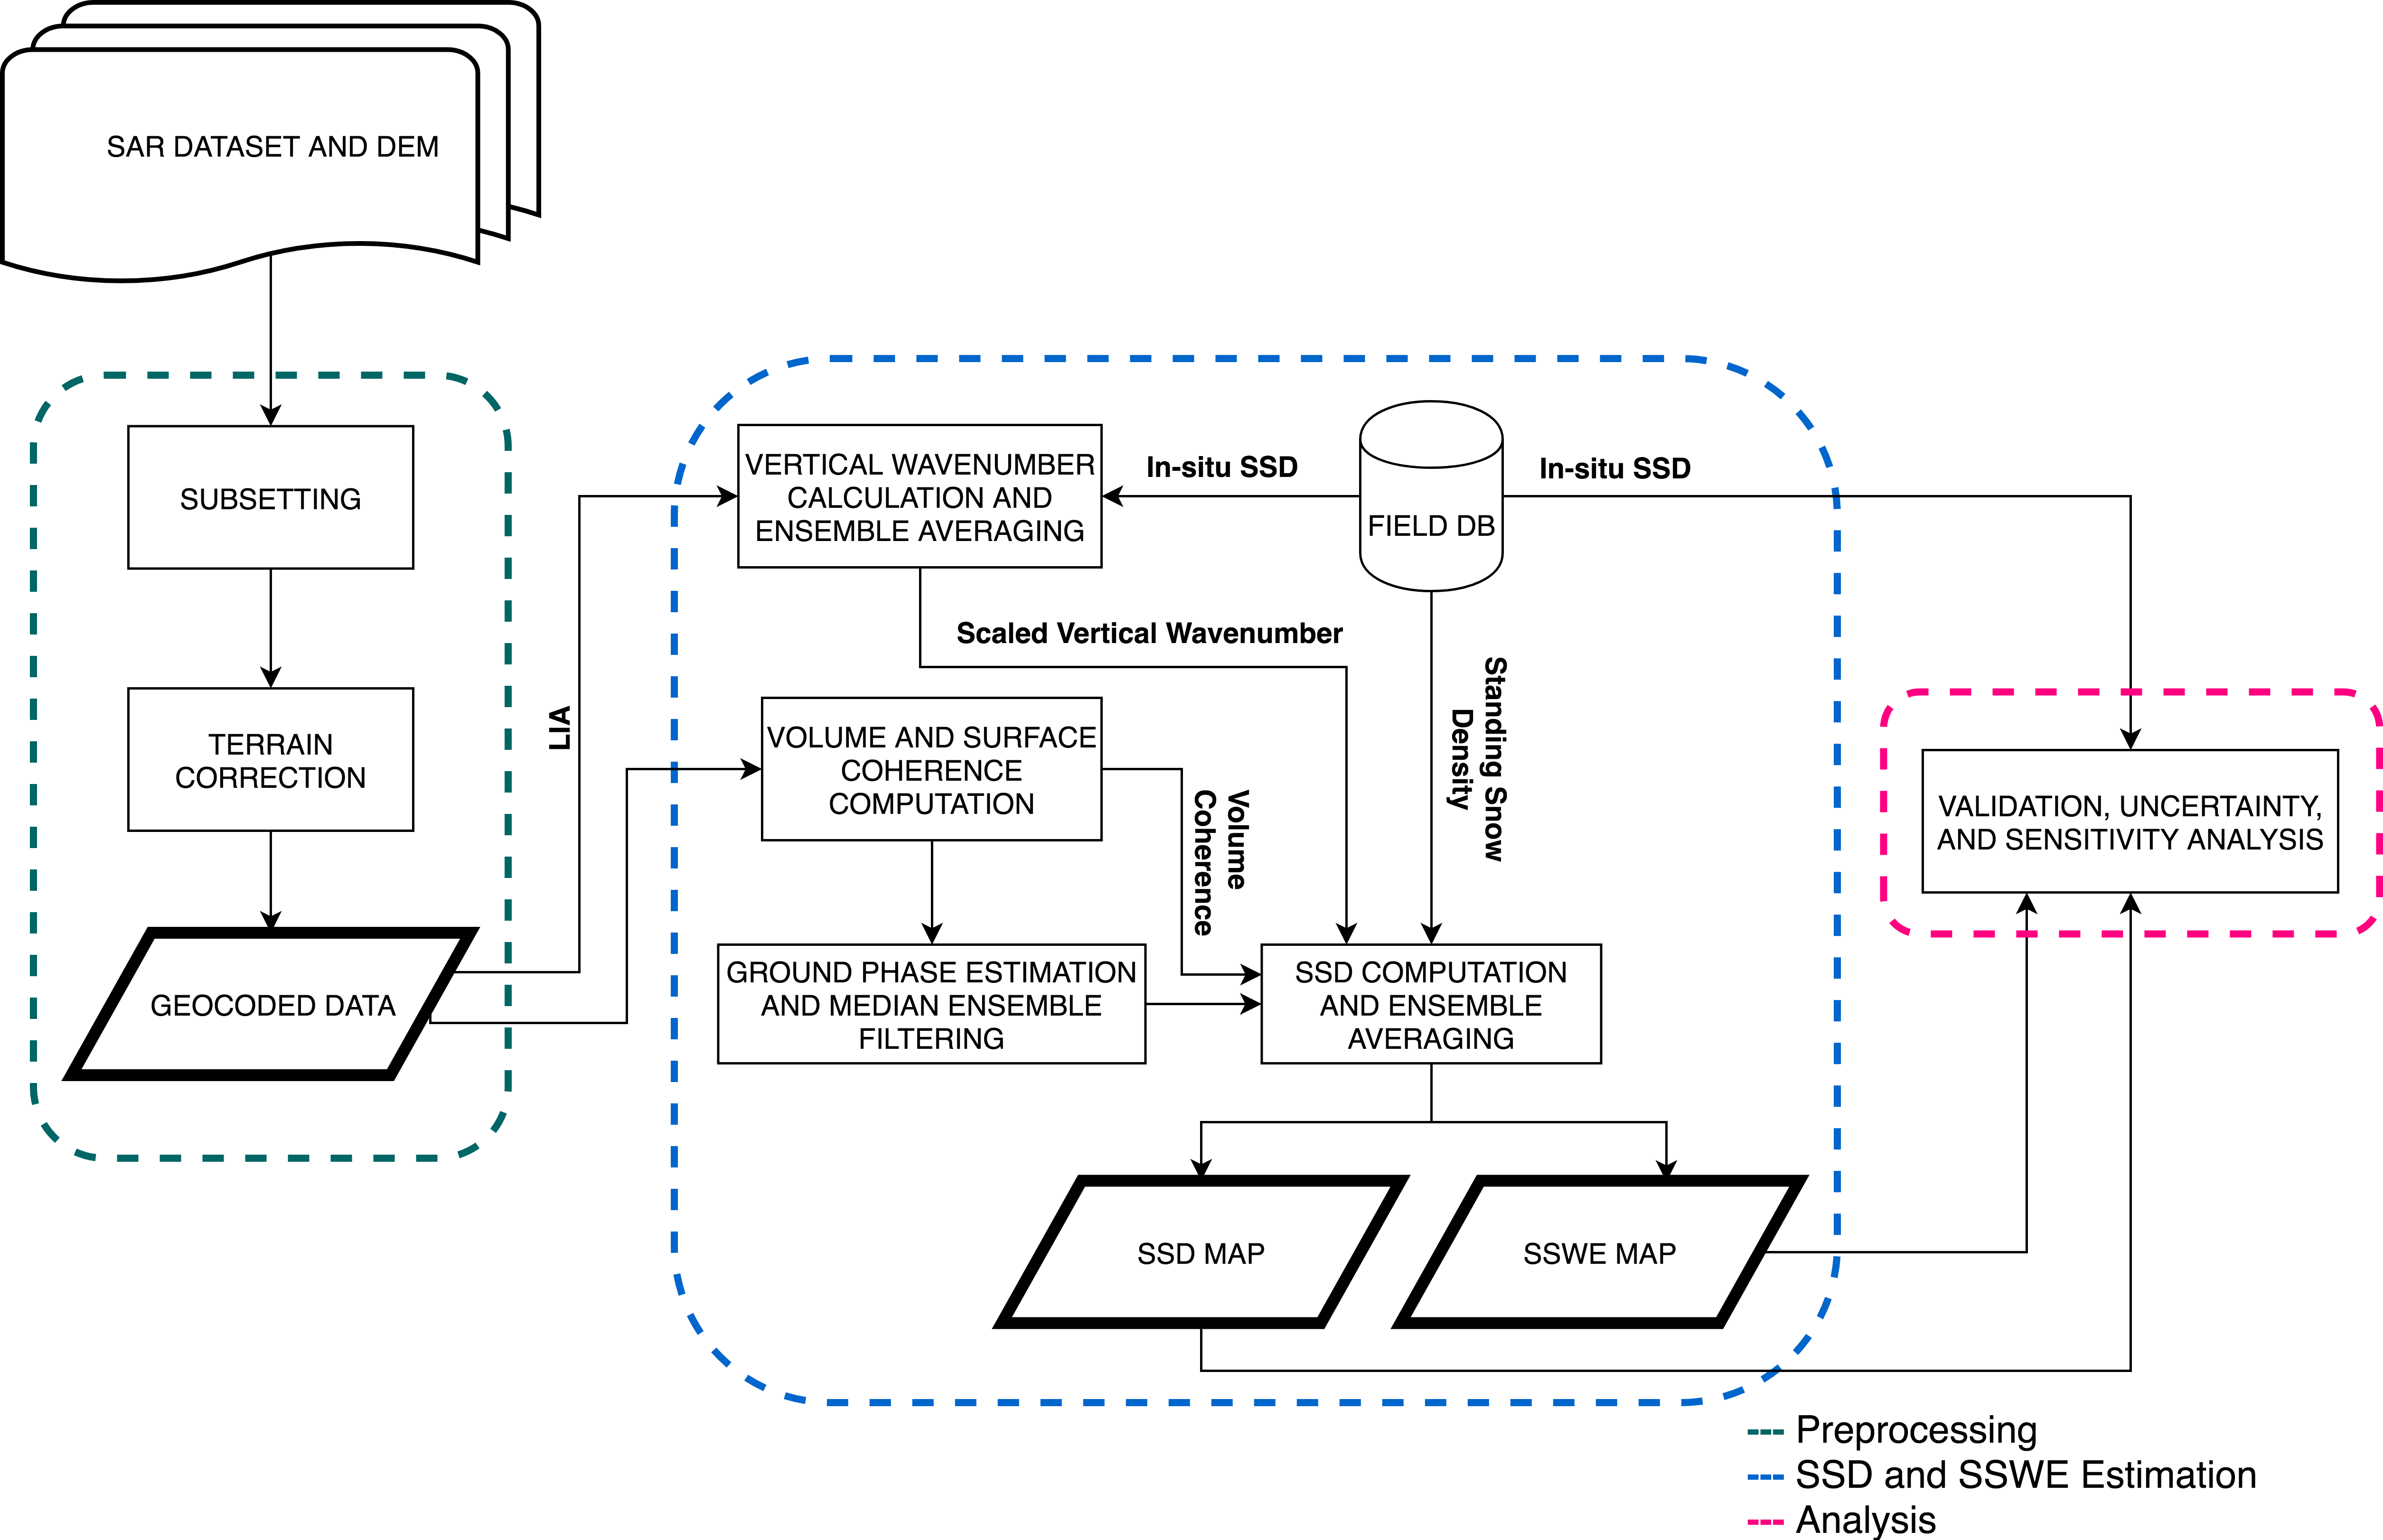 SAR DATASET AND DEM
SUBSETTING
TERRAIN
CORRECTION
GEOCODED DATA
LIA
VERTICAL WAVENUMBER
CALCULATION AND
ENSEMBLE AVERAGING
In-situ SSD
FIELD DB
In-situ SSD
Scaled Vertical Wavenumber
Standing Snow
Density
VOLUME AND SURFACE
COHERENCE
COMPUTATION
Volume
Coherence
GROUND PHASE ESTIMATION
AND MEDIAN ENSEMBLE
FILTERING
SSD COMPUTATION
AND ENSEMBLE
AVERAGING
VALIDATION, UNCERTAINTY,
AND SENSITIVITY ANALYSIS
SSD MAP
SSWE MAP
Preprocessing
SSD and SSWE Estimation
Analysis